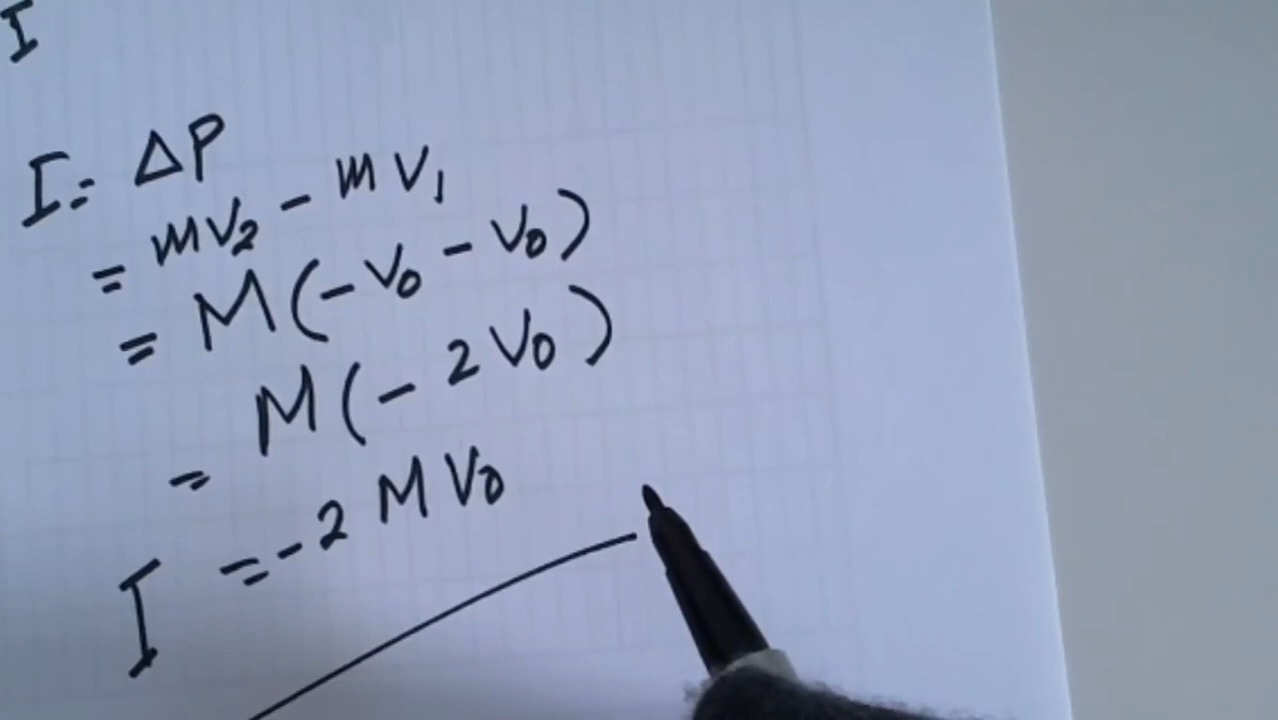 I
I = ΔP
= mV₂ - mV₁
= M(-V₀ - V₀)
= M(-2V₀)
I = -2MV₀